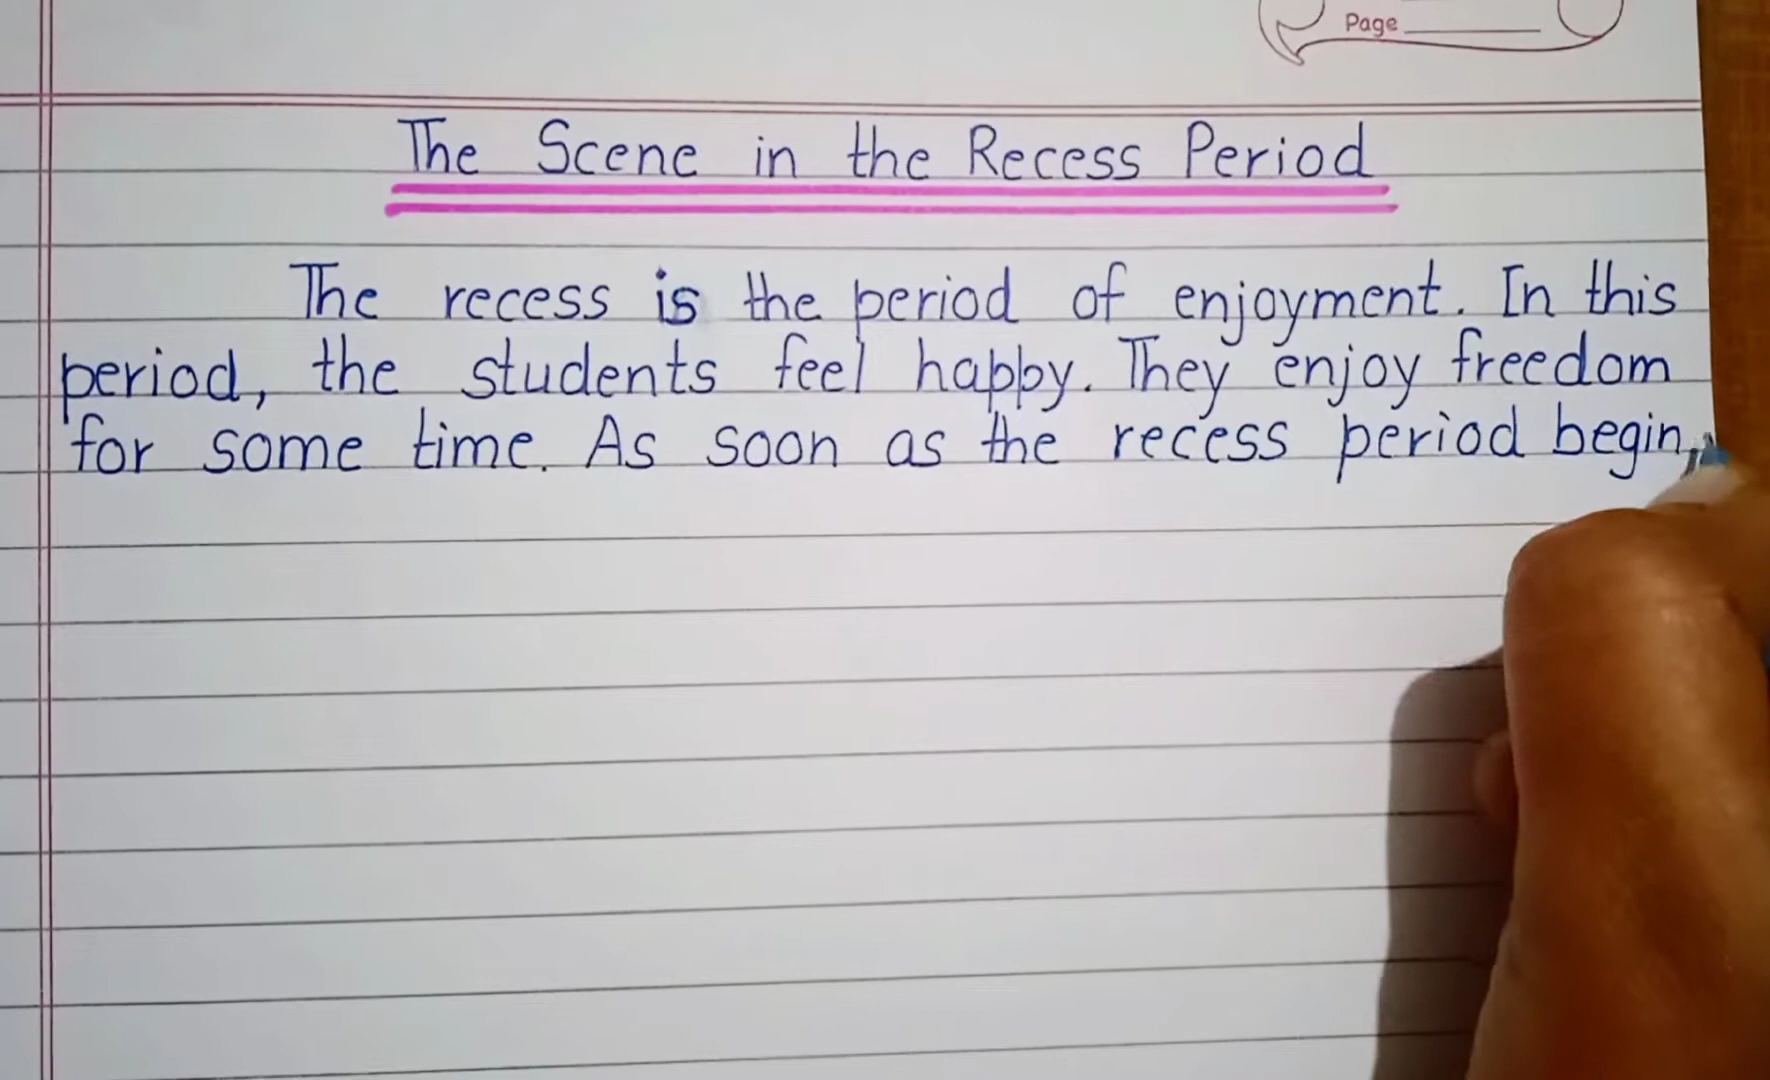 Page
The Scene in the Recess Period
The recess is the period of enjoyment. In this
period, the students feel happy. They enjoy freedom
for some time. As soon as the recess period begin